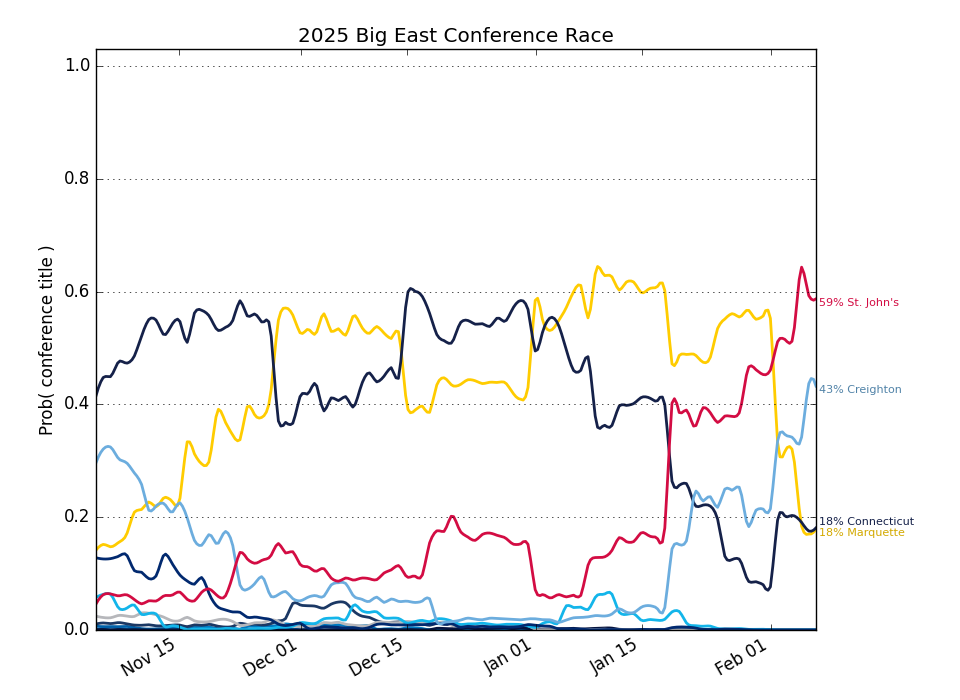 2025 Big East Conference Race
Prob( conference title )
1.0
0.8
0.6
0.4
0.2
0.0
59% St. John's
43% Creighton
18% Connecticut
18% Marquette
Nov 15
Dec 01
Dec 15
Jan 01
Jan 15
Feb 01